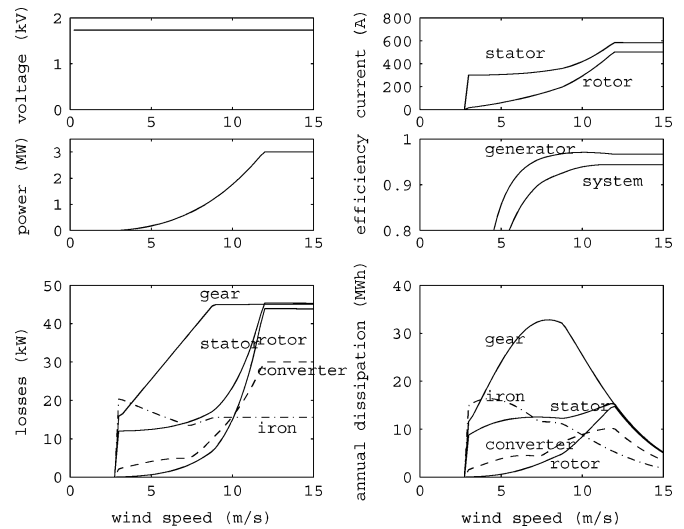 voltage (kV)
2
1
0
0 5 10 15
current (A)
800
600
400
200
0
stator
rotor
0 5 10 15
power (MW)
3
2
1
0
0 5 10 15
efficiency
1
0.9
0.8
generator
system
0 5 10 15
losses (kW)
50
40
30
20
10
0
gear
stator
rotor
converter
iron
0 5 10 15
wind speed (m/s)
annual dissipation (MWh)
40
30
20
10
0
gear
iron
stator
converter
rotor
0 5 10 15
wind speed (m/s)